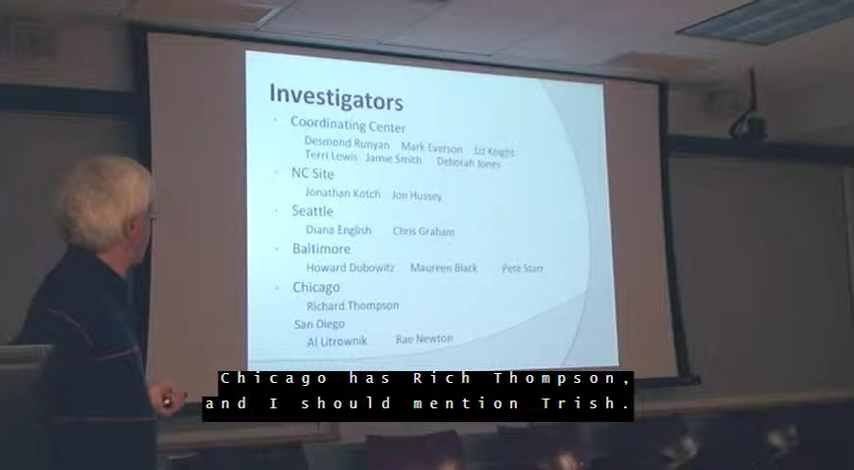 Investigators
Coordinating Center
Desmond Runyan Mark Everson Liz Knight
Terri Lewis Jamie Smith Deborah Jones
NC Site
Jonathan Kotch Jon Hussey
Seattle
Diana English Chris Graham
Baltimore
Howard Dubowitz Maureen Black Pete Starr
Chicago
Richard Thompson
San Diego
Al Litrownik Rae Newton
Chicago has Rich Thompson,
and I should mention Trish.